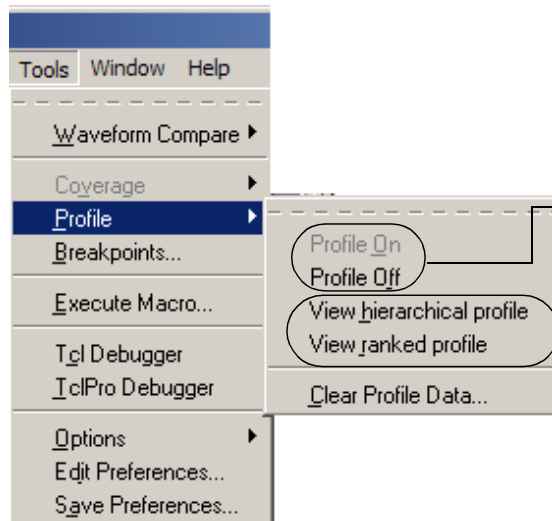 Tools Window Help
Waveform Compare
Coverage
Profile
Breakpoints...
Execute Macro...
Tcl Debugger
TclPro Debugger
Options
Edit Preferences...
Save Preferences...
Profile On
Profile Off
View hierarchical profile
View ranked profile
Clear Profile Data...